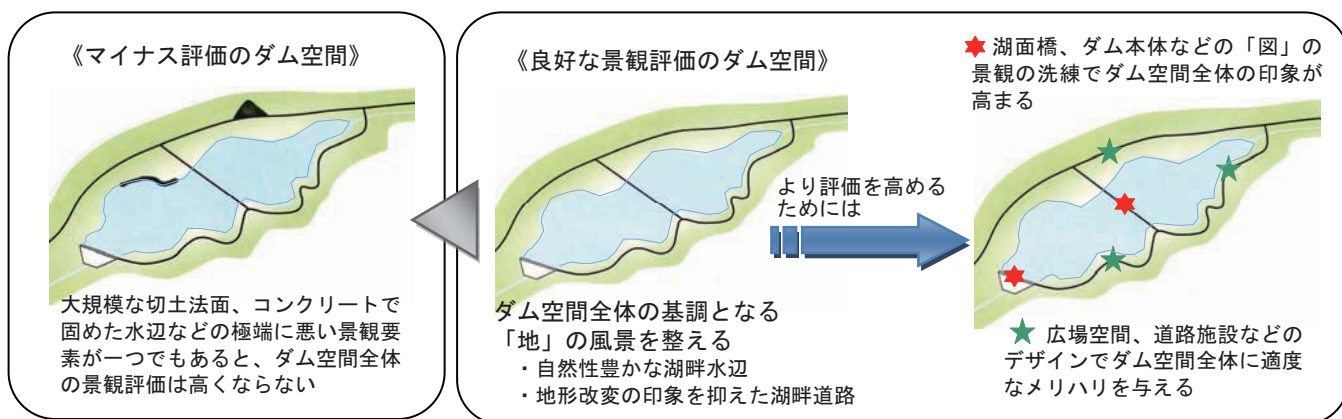 《マイナス評価のダム空間》
大規模な切土法面、コンクリートで
固めた水辺などの極端に悪い景観要
素が一つでもあると、ダム空間全体
の景観評価は高くならない
《良好な景観評価のダム空間》
ダム空間全体の基調となる
「地」の風景を整える
・自然性豊かな湖畔水辺
・地形改変の印象を抑えた湖畔道路
より評価を高める
ためには
湖面橋、ダム本体などの「図」の
景観の洗練でダム空間全体の印象が
高まる
広場空間、道路施設などの
デザインでダム空間全体に適度
なメリハリを与える